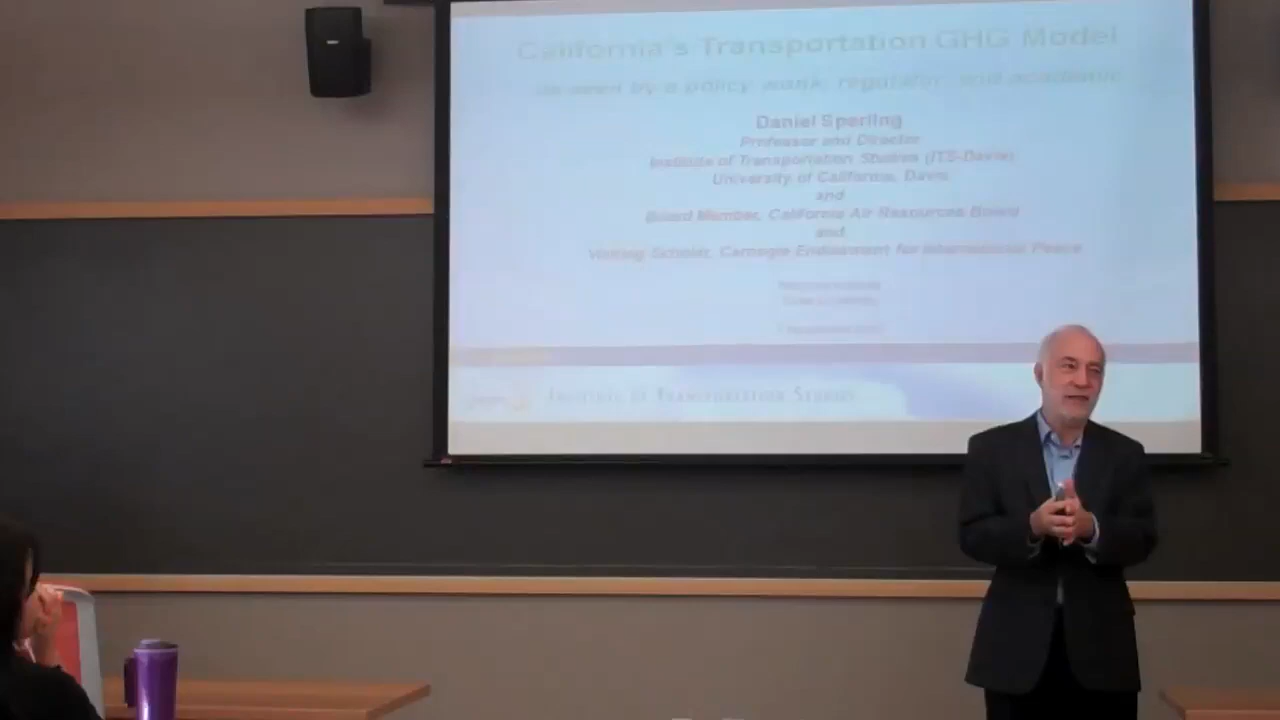 California's Transportation GHG Model
as seen by a policy wonk, regulator, and academic
Daniel Sperling
Professor and Director
Institute of Transportation Studies (ITS-Davis)
University of California, Davis
and
Board Member, California Air Resources Board
and
Visiting Scholar, Carnegie Endowment for International Peace
Institute of Transportation Studies